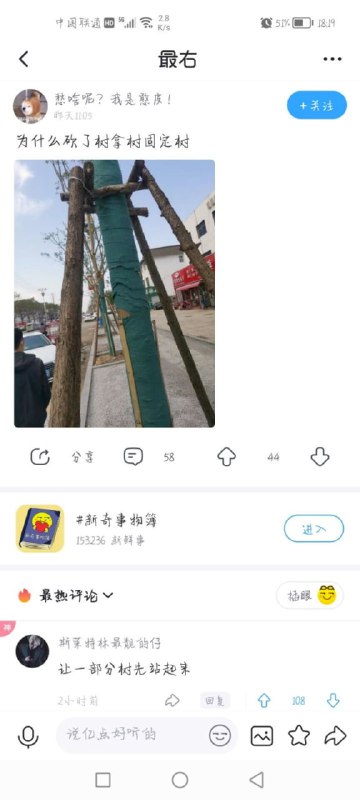 中国联通 HD 5G 2.8 K/s 51% 18:19
最右
愁啥呢？我是憨皮！
昨天11:05
+关注
为什么砍了树拿树固定树
分享 58 44
#新奇事物簿
153236 新鲜事
进入
最热评论
插眼
神
斯莱特林最靓的仔
让一部分树先站起来
2小时前 回复 108
说亿点好听的